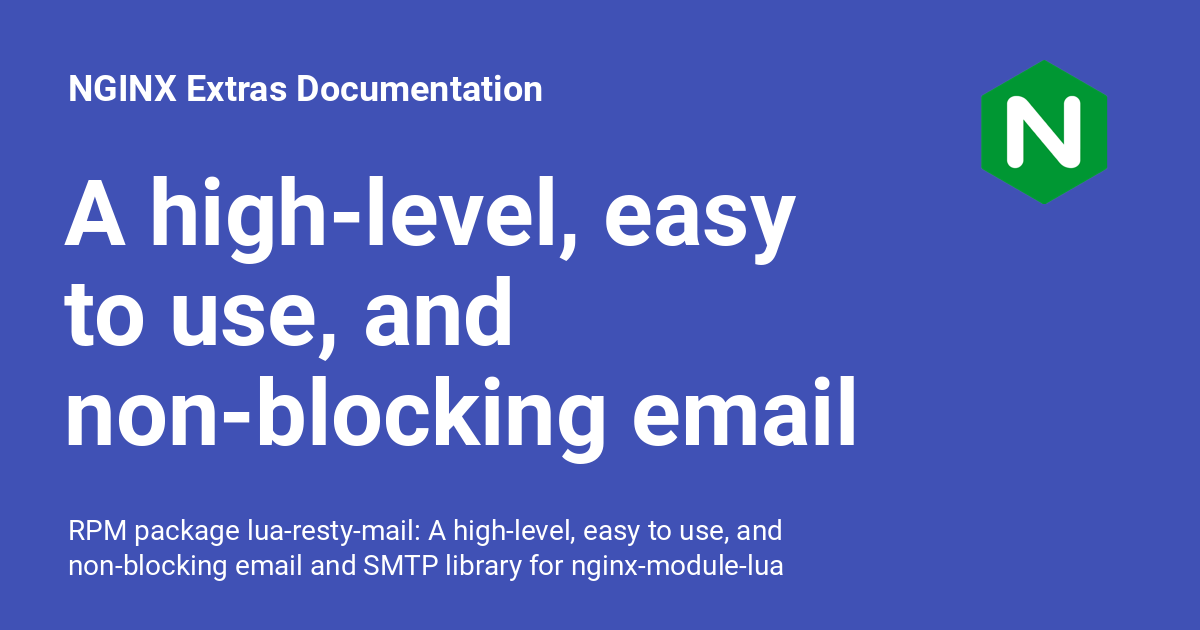 NGINX Extras Documentation
N
A high-level, easy
to use, and
non-blocking email
RPM package lua-resty-mail: A high-level, easy to use, and
non-blocking email and SMTP library for nginx-module-lua